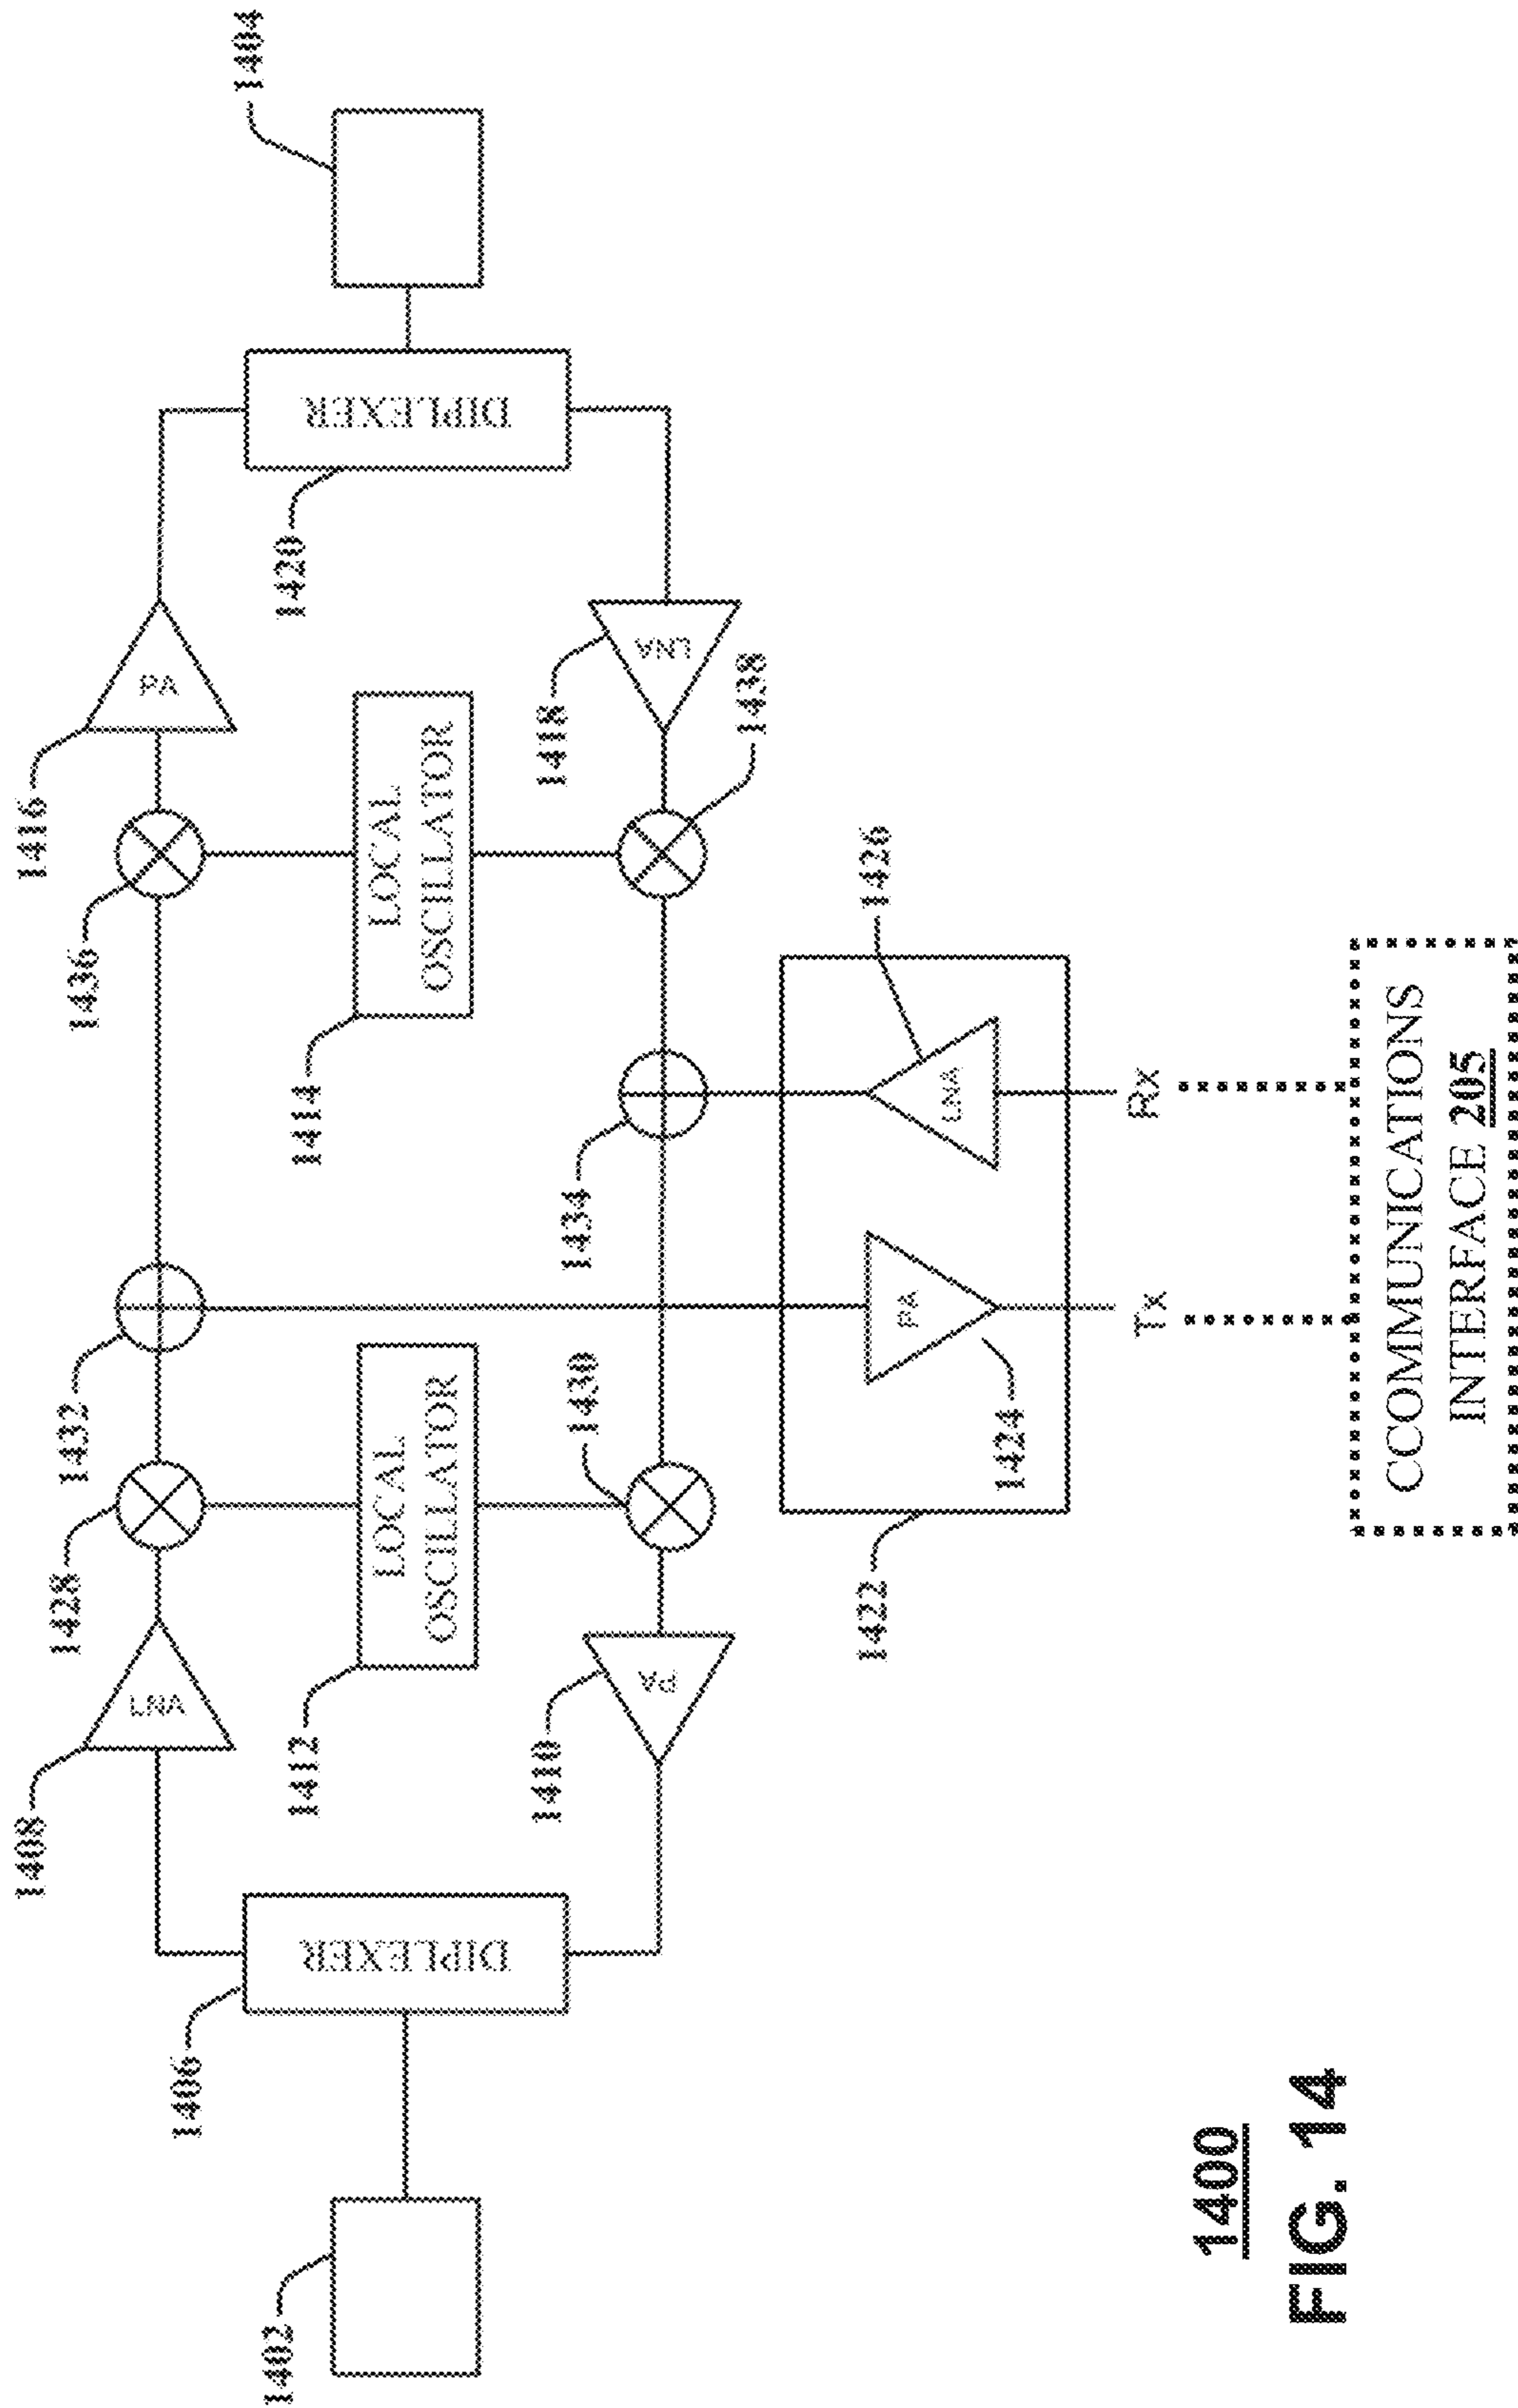 1404
1416
PA
1436
DIPLEXER
1420
LOCAL
OSCILLATOR
1414
LNA
1418
1438
1432
1434
1426
LNA
Rx
1428
LNA
1408
LOCAL
OSCILLATOR
1412
1430
PA
1410
PA
1424
Tx
1422
CCOMMUNICATIONS
INTERFACE 205
DIPLEXER
1406
1402
1400
FIG. 14